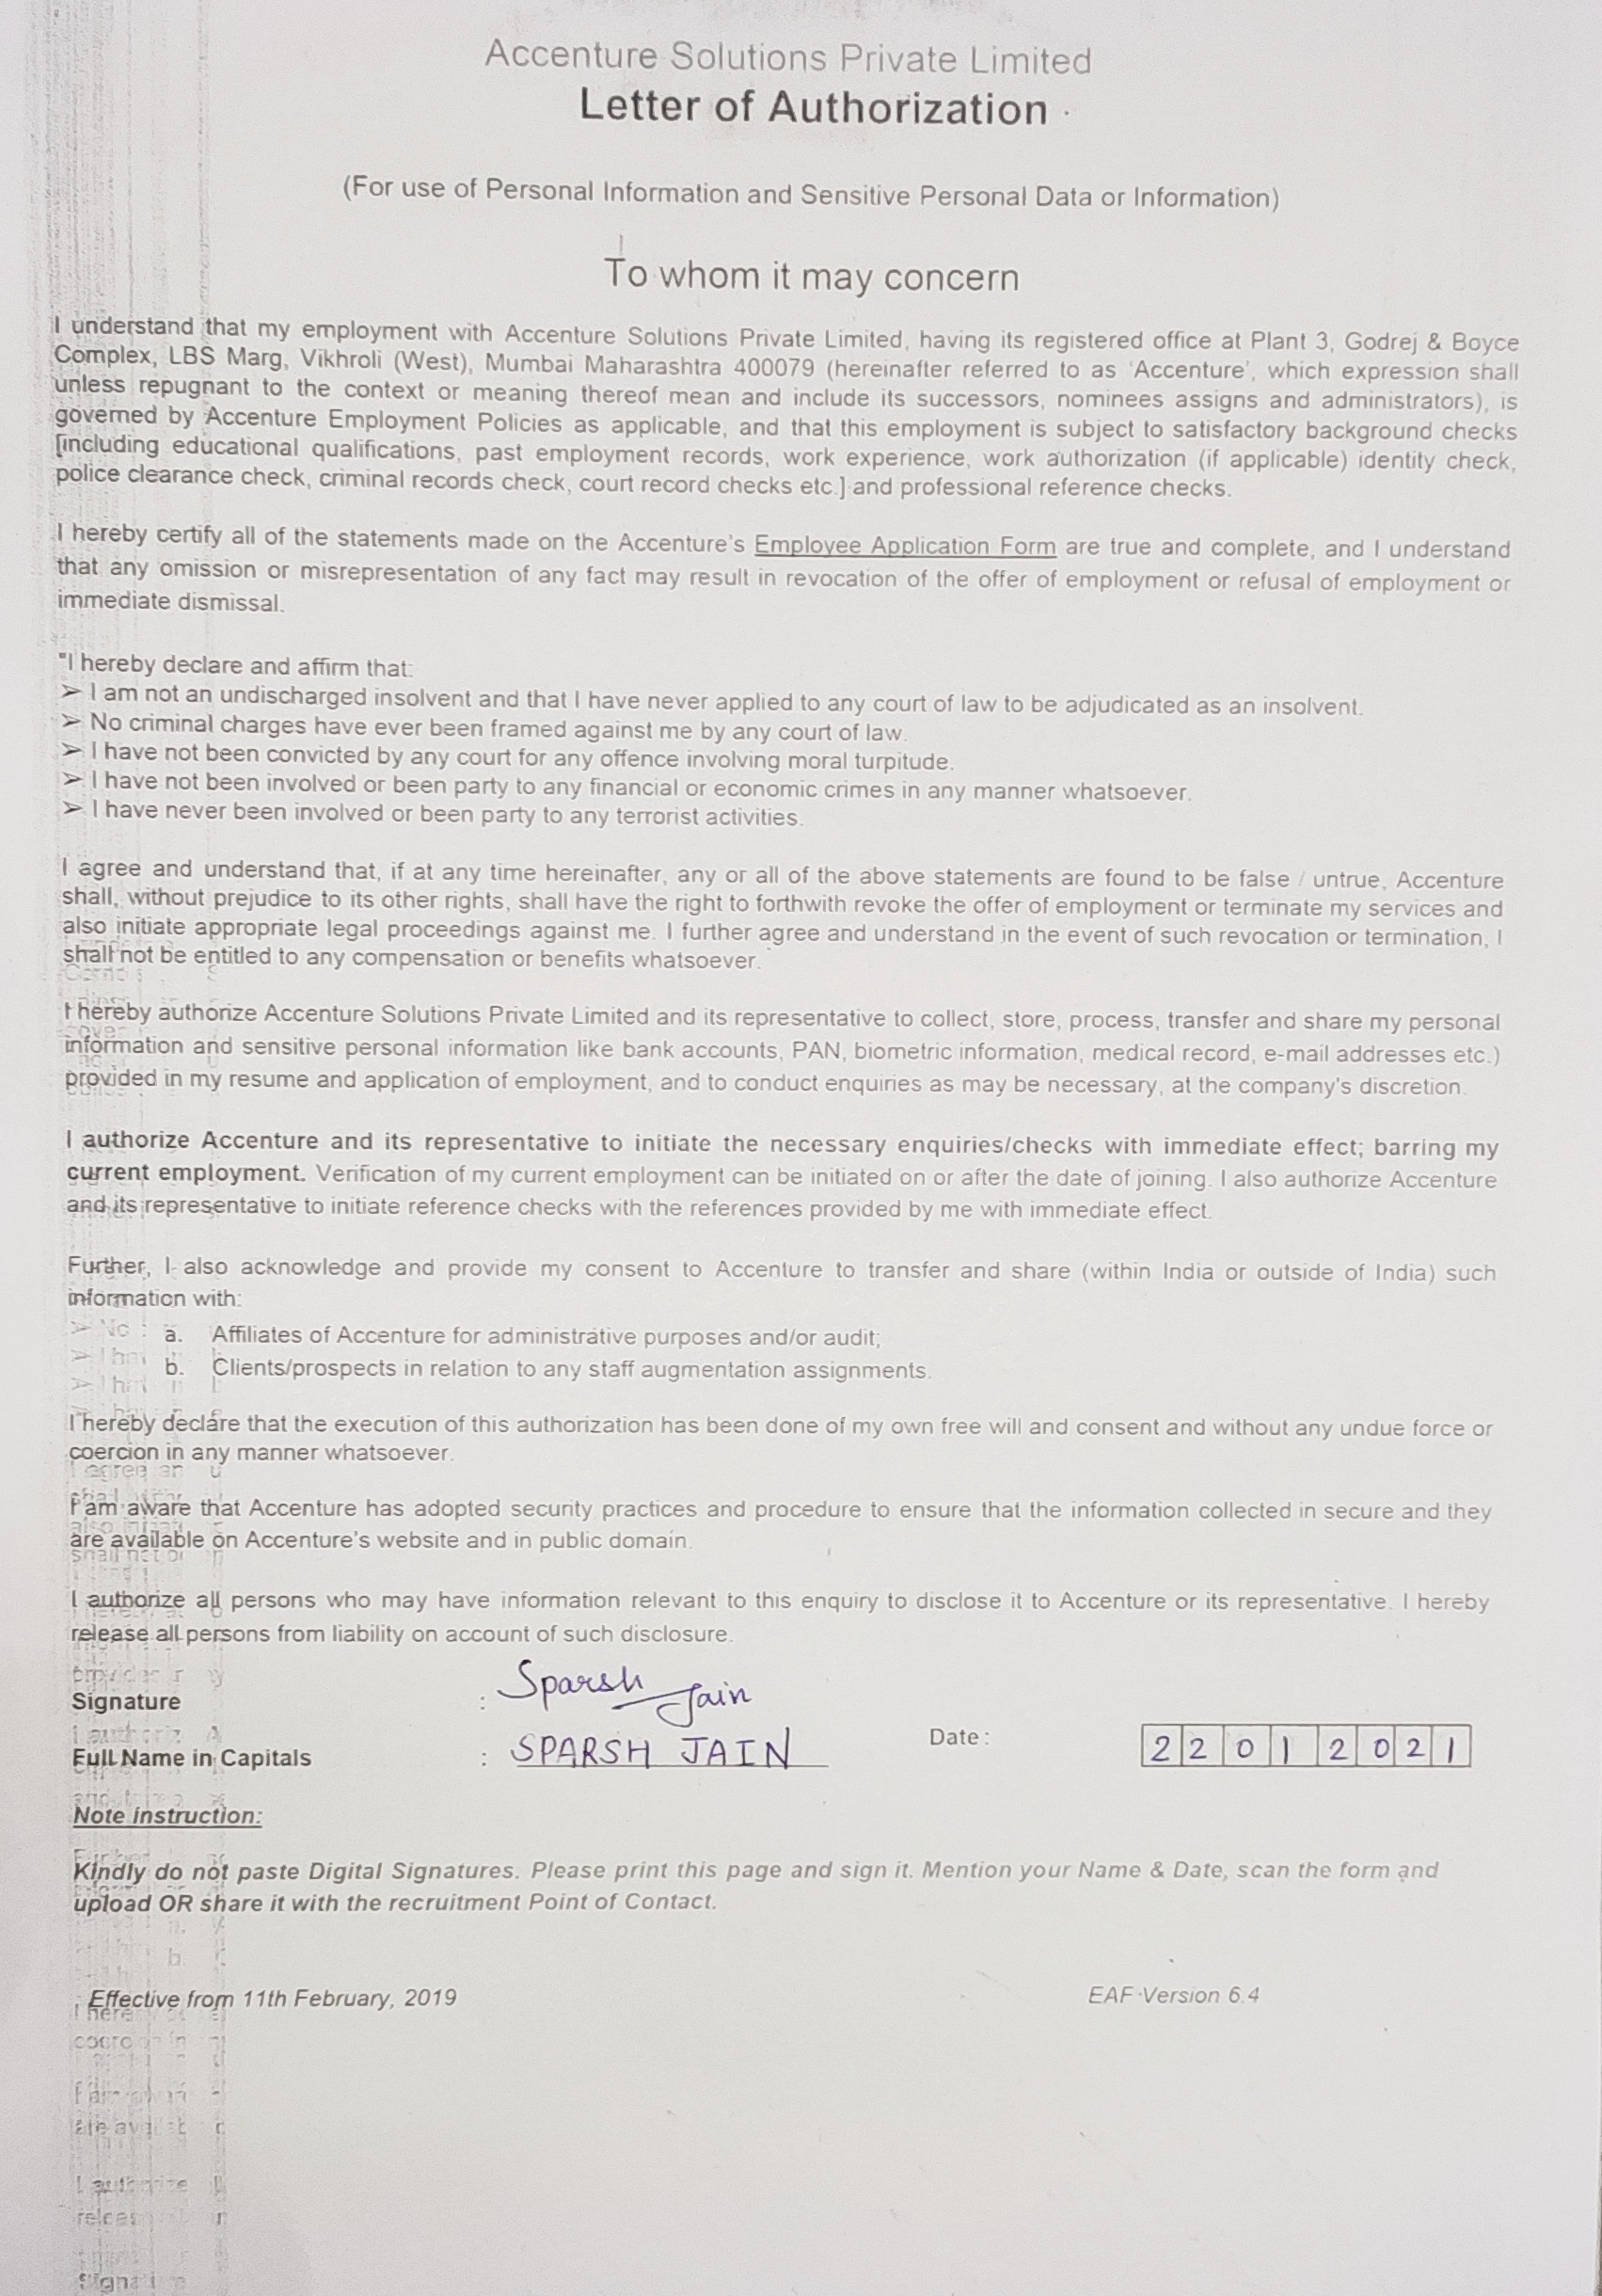 Accenture Solutions Private Limited
Letter of Authorization
(For use of Personal Information and Sensitive Personal Data or Information)
To whom it may concern
I understand that my employment with Accenture Solutions Private Limited, having its registered office at Plant 3, Godrej & Boyce
Complex, LBS Marg, Vikhroli (West), Mumbai Maharashtra 400079 (hereinafter referred to as 'Accenture', which expression shall
unless repugnant to the context or meaning thereof mean and include its successors, nominees assigns and administrators), is
governed by Accenture Employment Policies as applicable, and that this employment is subject to satisfactory background checks
[including educational qualifications, past employment records, work experience, work authorization (if applicable) identity check,
police clearance check, criminal records check, court record checks etc.] and professional reference checks.
I hereby certify all of the statements made on the Accenture's Employee Application Form are true and complete, and I understand
that any omission or misrepresentation of any fact may result in revocation of the offer of employment or refusal of employment or
immediate dismissal.
"I hereby declare and affirm that:
➢ I am not an undischarged insolvent and that I have never applied to any court of law to be adjudicated as an insolvent.
➢ No criminal charges have ever been framed against me by any court of law.
➢ I have not been convicted by any court for any offence involving moral turpitude.
➢ I have not been involved or been party to any financial or economic crimes in any manner whatsoever.
➢ I have never been involved or been party to any terrorist activities.
I agree and understand that, if at any time hereinafter, any or all of the above statements are found to be false / untrue, Accenture
shall, without prejudice to its other rights, shall have the right to forthwith revoke the offer of employment or terminate my services and
also initiate appropriate legal proceedings against me. I further agree and understand in the event of such revocation or termination, I
shall not be entitled to any compensation or benefits whatsoever.
I hereby authorize Accenture Solutions Private Limited and its representative to collect, store, process, transfer and share my personal
information and sensitive personal information like bank accounts, PAN, biometric information, medical record, e-mail addresses etc.)
provided in my resume and application of employment, and to conduct enquiries as may be necessary, at the company's discretion.
I authorize Accenture and its representative to initiate the necessary enquiries/checks with immediate effect; barring my
current employment. Verification of my current employment can be initiated on or after the date of joining. I also authorize Accenture
and its representative to initiate reference checks with the references provided by me with immediate effect.
Further, I also acknowledge and provide my consent to Accenture to transfer and share (within India or outside of India) such
information with:
a. Affiliates of Accenture for administrative purposes and/or audit;
b. Clients/prospects in relation to any staff augmentation assignments.
I hereby declare that the execution of this authorization has been done of my own free will and consent and without any undue force or
coercion in any manner whatsoever.
I am aware that Accenture has adopted security practices and procedure to ensure that the information collected in secure and they
are available on Accenture's website and in public domain.
I authorize all persons who may have information relevant to this enquiry to disclose it to Accenture or its representative. I hereby
release all persons from liability on account of such disclosure.
Signature : Sparsh Jain
Full Name in Capitals : SPARSH JAIN Date : 22012021
Note instruction:
Kindly do not paste Digital Signatures. Please print this page and sign it. Mention your Name & Date, scan the form and
upload OR share it with the recruitment Point of Contact.
Effective from 11th February, 2019 EAF Version 6.4